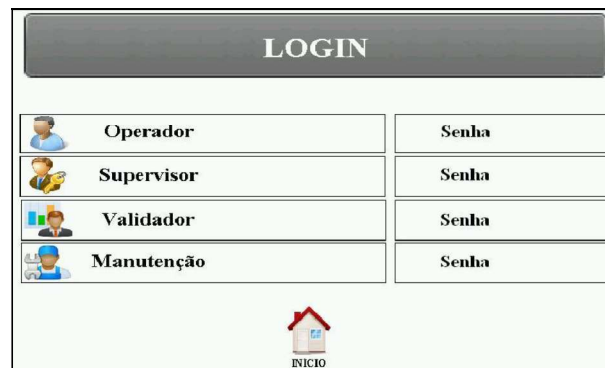 LOGIN
Operador Senha
Supervisor Senha
Validador Senha
Manutenção Senha
INICIO